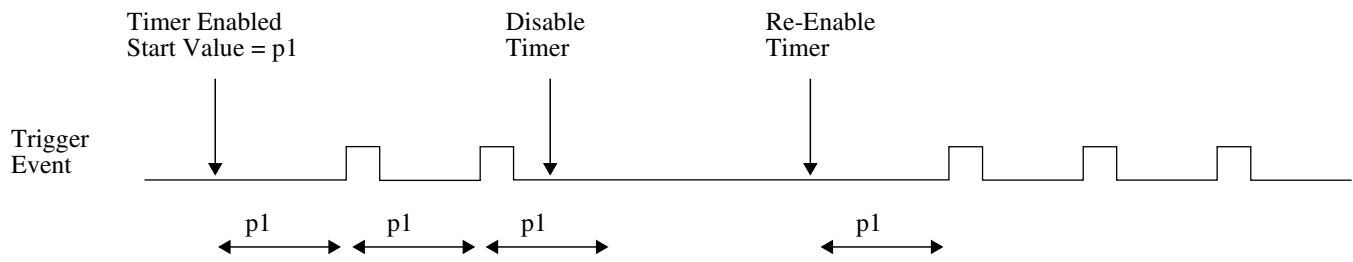 Timer Enabled
Start Value = p1
Disable
Timer
Re-Enable
Timer
Trigger
Event
p1
p1
p1
p1